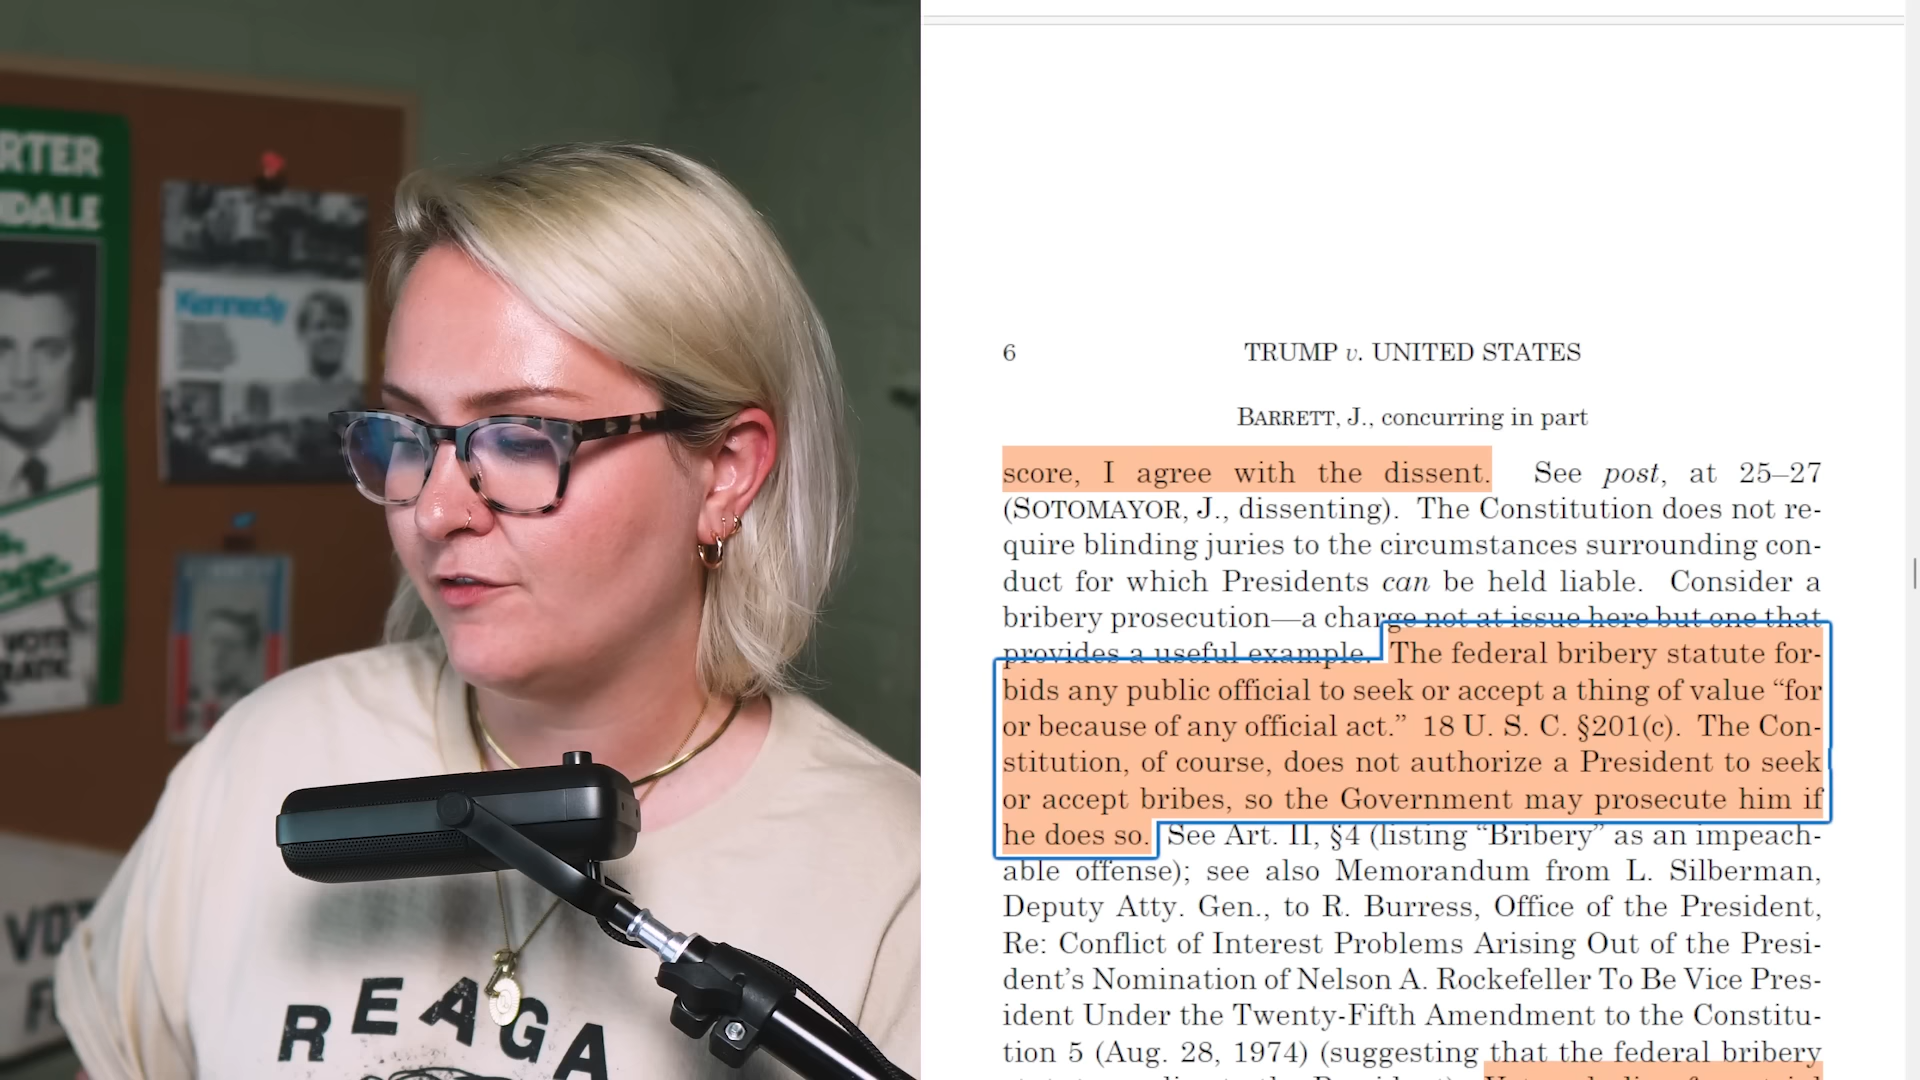 RTER
NDALE
Kennedy
VOTE
REAGA
6
TRUMP v. UNITED STATES
BARRETT, J., concurring in part
score, I agree with the dissent. See post, at 25–27
(SOTOMAYOR, J., dissenting). The Constitution does not re-
quire blinding juries to the circumstances surrounding con-
duct for which Presidents can be held liable. Consider a
bribery prosecution—a charge not at issue here but one that
provides a useful example. The federal bribery statute for-
bids any public official to seek or accept a thing of value “for
or because of any official act.” 18 U. S. C. §201(c). The Con-
stitution, of course, does not authorize a President to seek
or accept bribes, so the Government may prosecute him if
he does so. See Art. II, §4 (listing “Bribery” as an impeach-
able offense); see also Memorandum from L. Silberman,
Deputy Atty. Gen., to R. Burress, Office of the President,
Re: Conflict of Interest Problems Arising Out of the Presi-
dent’s Nomination of Nelson A. Rockefeller To Be Vice Pres-
ident Under the Twenty-Fifth Amendment to the Constitu-
tion 5 (Aug. 28, 1974) (suggesting that the federal bribery